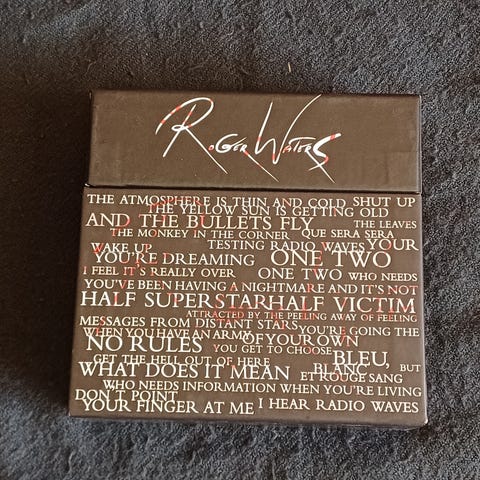 Roger Waters
THE ATMOSPHERE IS THIN AND COLD SHUT UP
THE YELLOW SUN IS GETTING OLD
AND THE BULLETS FLY THE LEAVES
THE MONKEY IN THE CORNER QUE SERA SERA
WAKE UP TESTING RADIO WAVES YOUR
YOU'RE DREAMING ONE TWO
I FEEL IT'S REALLY OVER ONE TWO WHO NEEDS
YOU'VE BEEN HAVING A NIGHTMARE AND IT'S NOT
HALF SUPERSTAR HALF VICTIM
ATTRACTED BY THE PEELING AWAY OF FEELING
MESSAGES FROM DISTANT STARS YOU'RE GOING THE
WHEN YOU HAVE AN ARMY OF YOUR OWN
NO RULES YOU GET TO CHOOSE BLEU,
GET THE HELL OUT OF HERE BLANC BUT
WHAT DOES IT MEAN ET ROUGE SANG
WHO NEEDS INFORMATION WHEN YOU'RE LIVING
DON'T POINT
YOUR FINGER AT ME I HEAR RADIO WAVES